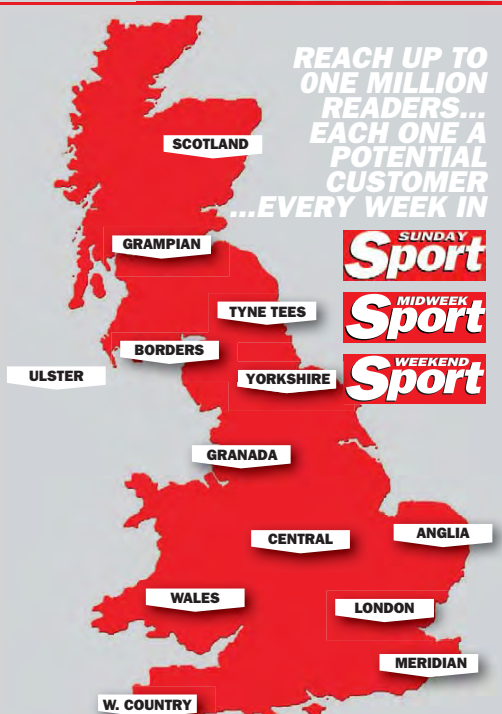 REACH UP TO
ONE MILLION
READERS...
EACH ONE A
POTENTIAL
CUSTOMER
...EVERY WEEK IN
SUNDAY
Sport
MIDWEEK
Sport
WEEKEND
Sport
SCOTLAND
GRAMPIAN
TYNE TEES
BORDERS
ULSTER
YORKSHIRE
GRANADA
CENTRAL
ANGLIA
WALES
LONDON
MERIDIAN
W. COUNTRY